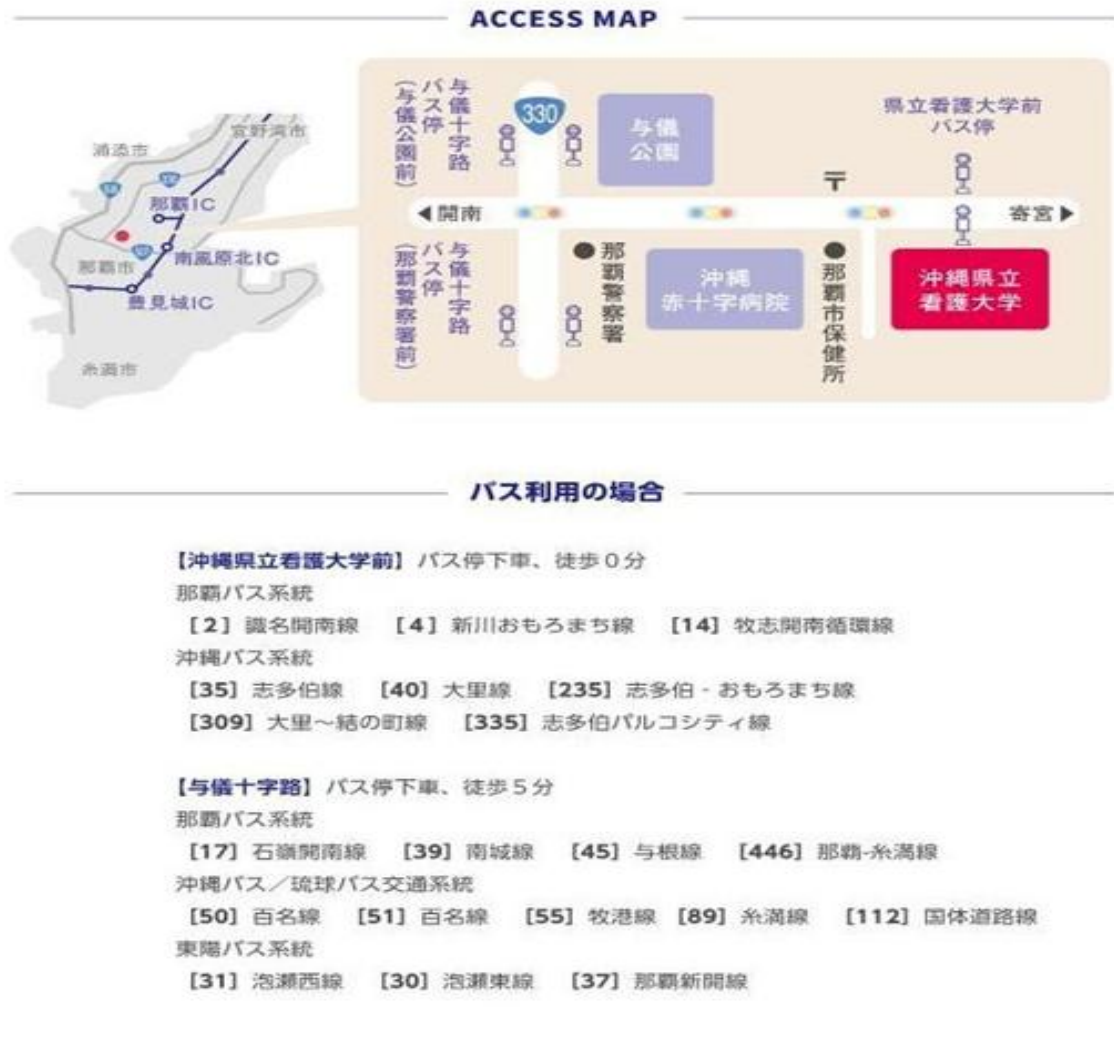 ACCESS MAP
浦添市
宜野湾市
那覇IC
那覇市
南風原北IC
豊見城IC
糸満市
与儀十字路
バス停
(与儀公園前)
330
与儀
公園
県立看護大学前
バス停
〒
◀開南
寄宮▶
与儀十字路
バス停
(那覇警察署前)
●那覇警察署
沖縄
赤十字病院
●那覇市保健所
沖縄県立
看護大学
バス利用の場合
【沖縄県立看護大学前】バス停下車、徒歩0分
那覇バス系統
[2] 識名開南線 [4] 新川おもろまち線 [14] 牧志開南循環線
沖縄バス系統
[35] 志多伯線 [40] 大里線 [235] 志多伯 - おもろまち線
[309] 大里～結の町線 [335] 志多伯パルコシティ線
【与儀十字路】バス停下車、徒歩5分
那覇バス系統
[17] 石嶺開南線 [39] 南城線 [45] 与根線 [446] 那覇-糸満線
沖縄バス／琉球バス交通系統
[50] 百名線 [51] 百名線 [55] 牧港線 [89] 糸満線 [112] 国体道路線
東陽バス系統
[31] 泡瀬西線 [30] 泡瀬東線 [37] 那覇新開線